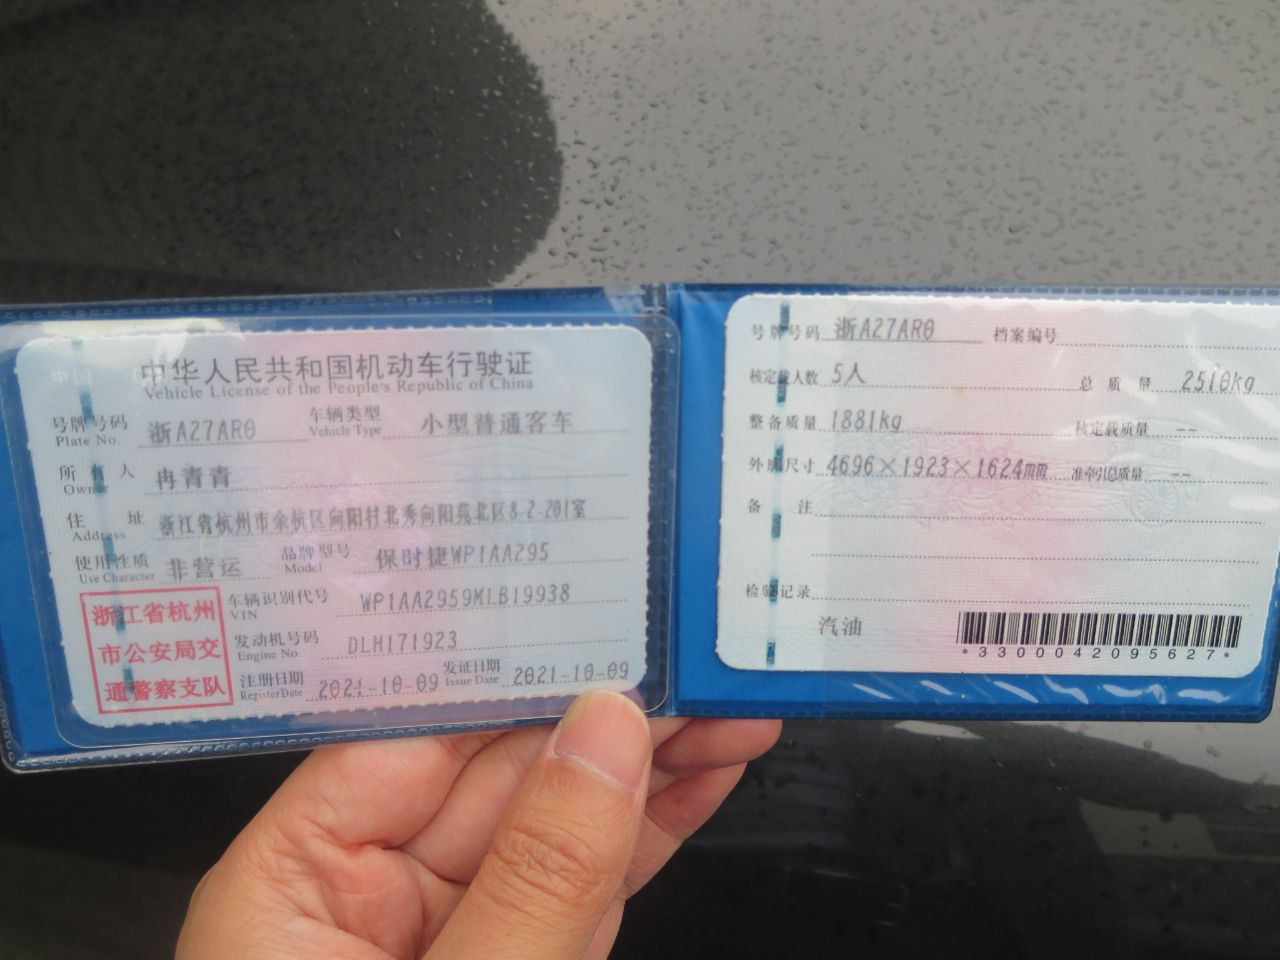 中华人民共和国机动车行驶证
Vehicle License of the People's Republic of China
号牌号码 浙A27AR0 车辆类型 小型普通客车
Plate No. Vehicle Type
所有人 冉青青
Owner
住址 浙江省杭州市余杭区向阳村北秀向阳苑北区8-2-201室
Address
使用性质 非营运 品牌型号 保时捷WP1AA295
Use Character Model
浙江省杭州
市公安局交
通警察支队
车辆识别代号 WP1AA2959MLB19938
VIN
发动机号码 DLH171923
Engine No.
注册日期 2021-10-09 发证日期 2021-10-09
Register Date Issue Date
号牌号码 浙A27AR0 档案编号
核定载人数 5人 总质量 2510kg
整备质量 1881kg 核定载质量 --
外廓尺寸 4696×1923×1624mm 准牵引总质量 --
备注
检验记录
汽油
*3300042095627*